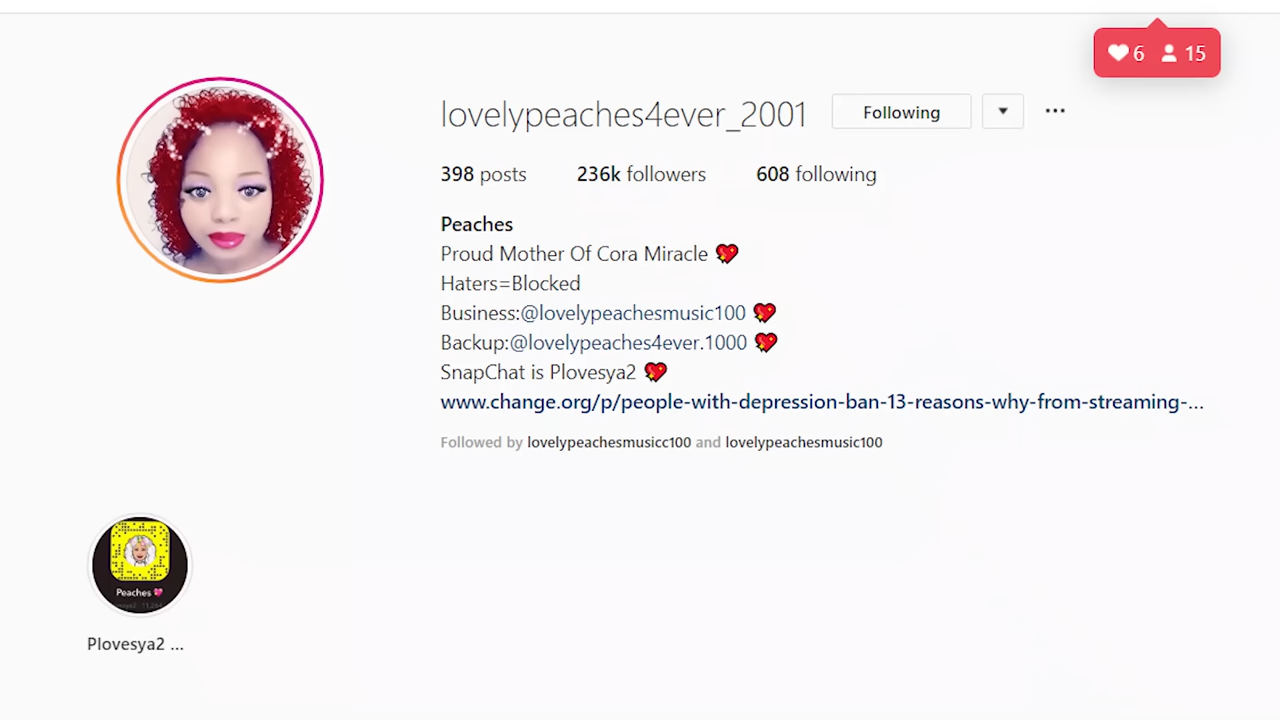 6 15
lovelypeaches4ever_2001 Following
398 posts 236k followers 608 following
Peaches
Proud Mother Of Cora Miracle 💖
Haters=Blocked
Business:@lovelypeachesmusic100 💖
Backup:@lovelypeaches4ever.1000 💖
SnapChat is Plovesya2 💖
www.change.org/p/people-with-depression-ban-13-reasons-why-from-streaming-...
Followed by lovelypeachesmusicc100 and lovelypeachesmusic100
Peaches 💖
Plovesya2 ...